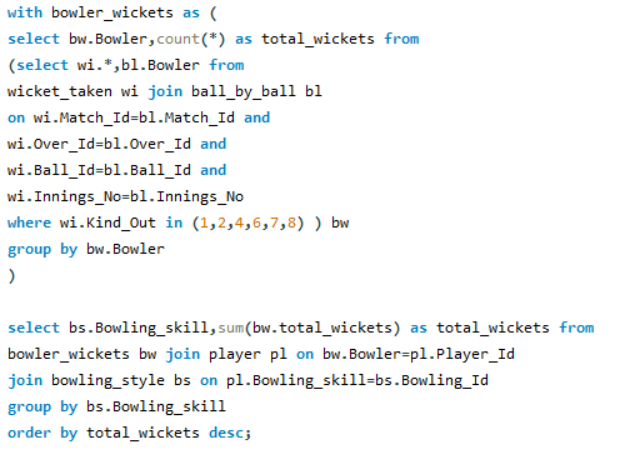 with bowler_wickets as (
select bw.Bowler,count(*) as total_wickets from
(select wi.*,bl.Bowler from
wicket_taken wi join ball_by_ball bl
on wi.Match_Id=bl.Match_Id and
wi.Over_Id=bl.Over_Id and
wi.Ball_Id=bl.Ball_Id and
wi.Innings_No=bl.Innings_No
where wi.Kind_Out in (1,2,4,6,7,8) ) bw
group by bw.Bowler
)
select bs.Bowling_skill,sum(bw.total_wickets) as total_wickets from
bowler_wickets bw join player pl on bw.Bowler=pl.Player_Id
join bowling_style bs on pl.Bowling_skill=bs.Bowling_Id
group by bs.Bowling_skill
order by total_wickets desc;